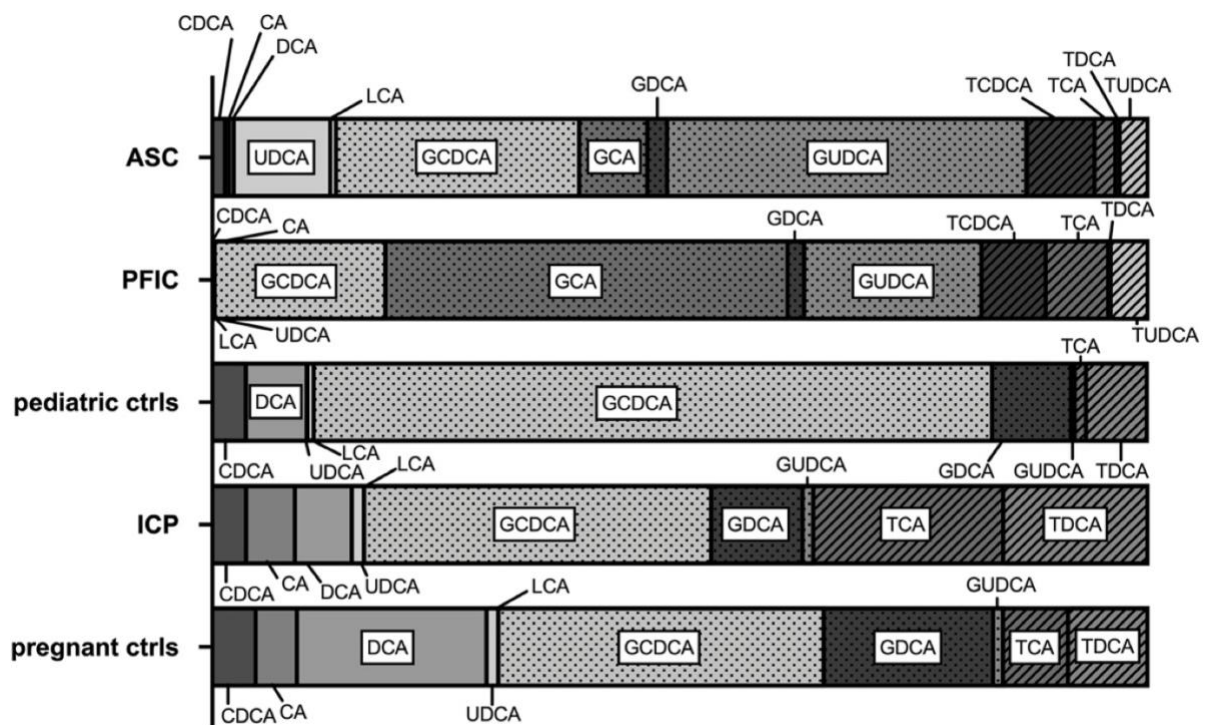 CDCA
CA
DCA
LCA
GDCA
TCDCA
TDCA
TCA
TUDCA
ASC
UDCA
GCDCA
GCA
GUDCA
CDCA
CA
GDCA
TCDCA
TCA
TDCA
PFIC
GCDCA
GCA
GUDCA
LCA
UDCA
TUDCA
TCA
pediatric ctrls
DCA
GCDCA
CDCA
UDCA
LCA
GDCA
GUDCA
TDCA
LCA
GUDCA
ICP
GCDCA
GDCA
TCA
TDCA
CDCA
CA
DCA
UDCA
LCA
GUDCA
pregnant ctrls
DCA
GCDCA
GDCA
TCA
TDCA
CDCA
CA
UDCA